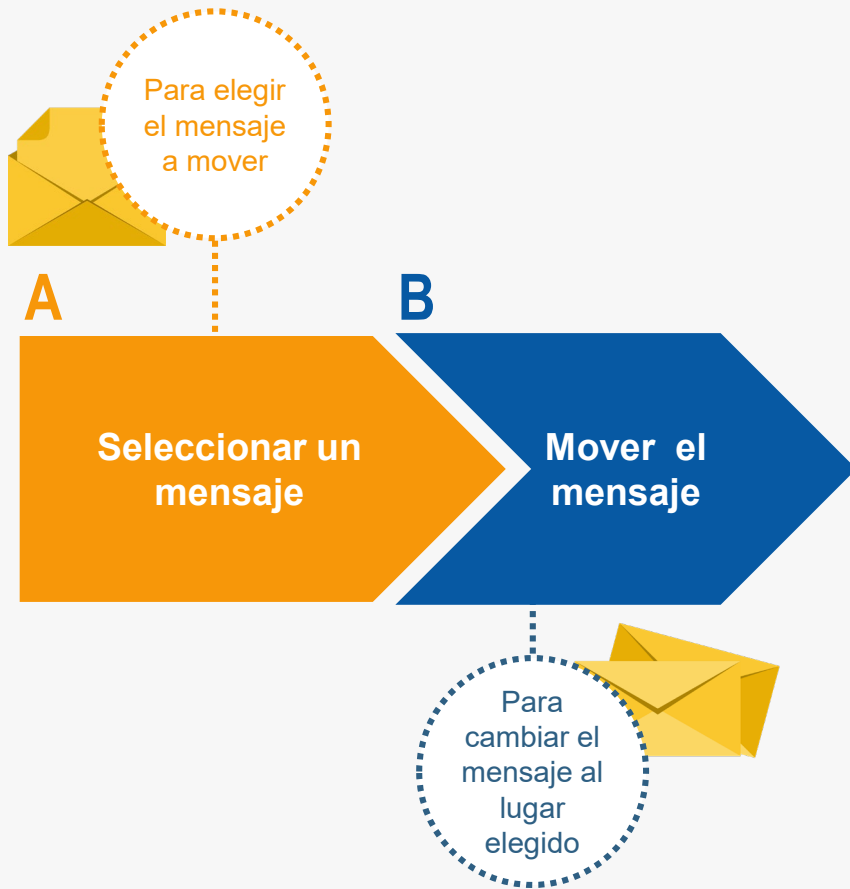 Para elegir
el mensaje
a mover
A
B
Seleccionar un
mensaje
Mover el
mensaje
Para
cambiar el
mensaje al
lugar
elegido